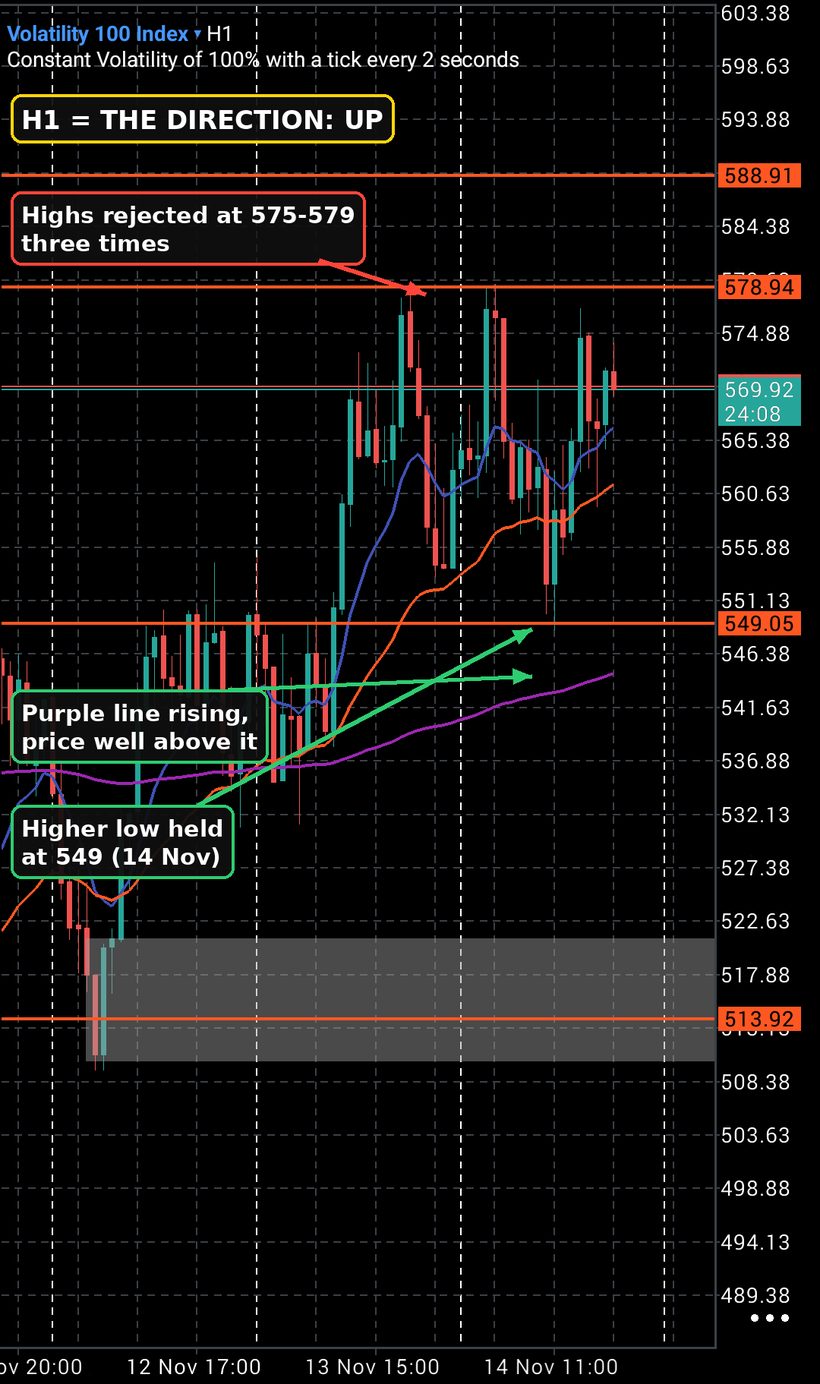 Volatility 100 Index ▾ H1
Constant Volatility of 100% with a tick every 2 seconds
H1 = THE DIRECTION: UP
Highs rejected at 575-579
three times
Purple line rising,
price well above it
Higher low held
at 549 (14 Nov)
603.38
598.63
593.88
588.91
584.38
578.94
574.88
569.92
24:08
565.38
560.63
555.88
551.13
549.05
546.38
541.63
536.88
532.13
527.38
522.63
517.88
513.92
508.38
503.63
498.88
494.13
489.38
ov 20:00
12 Nov 17:00
13 Nov 15:00
14 Nov 11:00